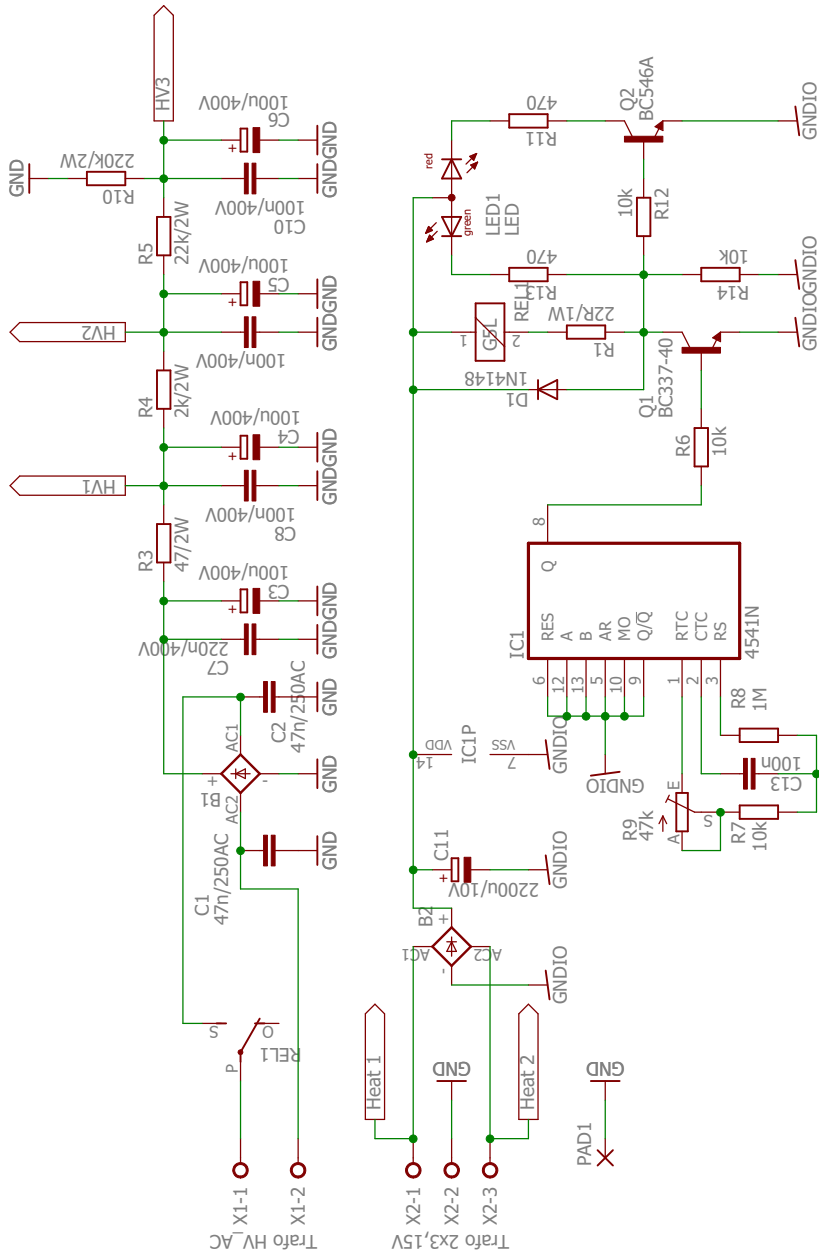 GND
HV3
R10
220k/2W
100u/400V
C6
GND
GND
C10
100n/400V
R5
22k/2W
HV2
100u/400V
C5
GND
GND
100n/400V
R4
2k/2W
HV1
100u/400V
C4
GND
GND
C8
100n/400V
R3
47/2W
100u/400V
C3
GND
GND
C7
220n/400V
C2
47n/250AC
GND
AC1
B1
+
-
AC2
GND
C1
47n/250AC
GND
S
O
P
REL1
X1-1
X1-2
Trafo HV_AC
red
green
LED1
LED
R11
470
Q2
BC546A
GNDIO
10k
R12
R13
470
R14
10k
GNDIO
REL1
G5L
1
2
R1
22R/1W
Q1
BC337-40
GNDIO
D1
1N4148
R6
10k
8
Q
IC1
4541N
RES
A
B
AR
MO
Q/Q
RTC
CTC
RS
6
12
13
5
10
9
1
2
3
GNDIO
R8
1M
C13
100n
R9
47k
A
E
S
R7
10k
14
VDD
IC1P
VSS
7
GNDIO
C11
2200u/10V
GNDIO
B2
AC1
+
-
AC2
GNDIO
Heat 1
Heat 2
GND
X2-1
X2-2
X2-3
Trafo 2x3,15V
PAD1
GND